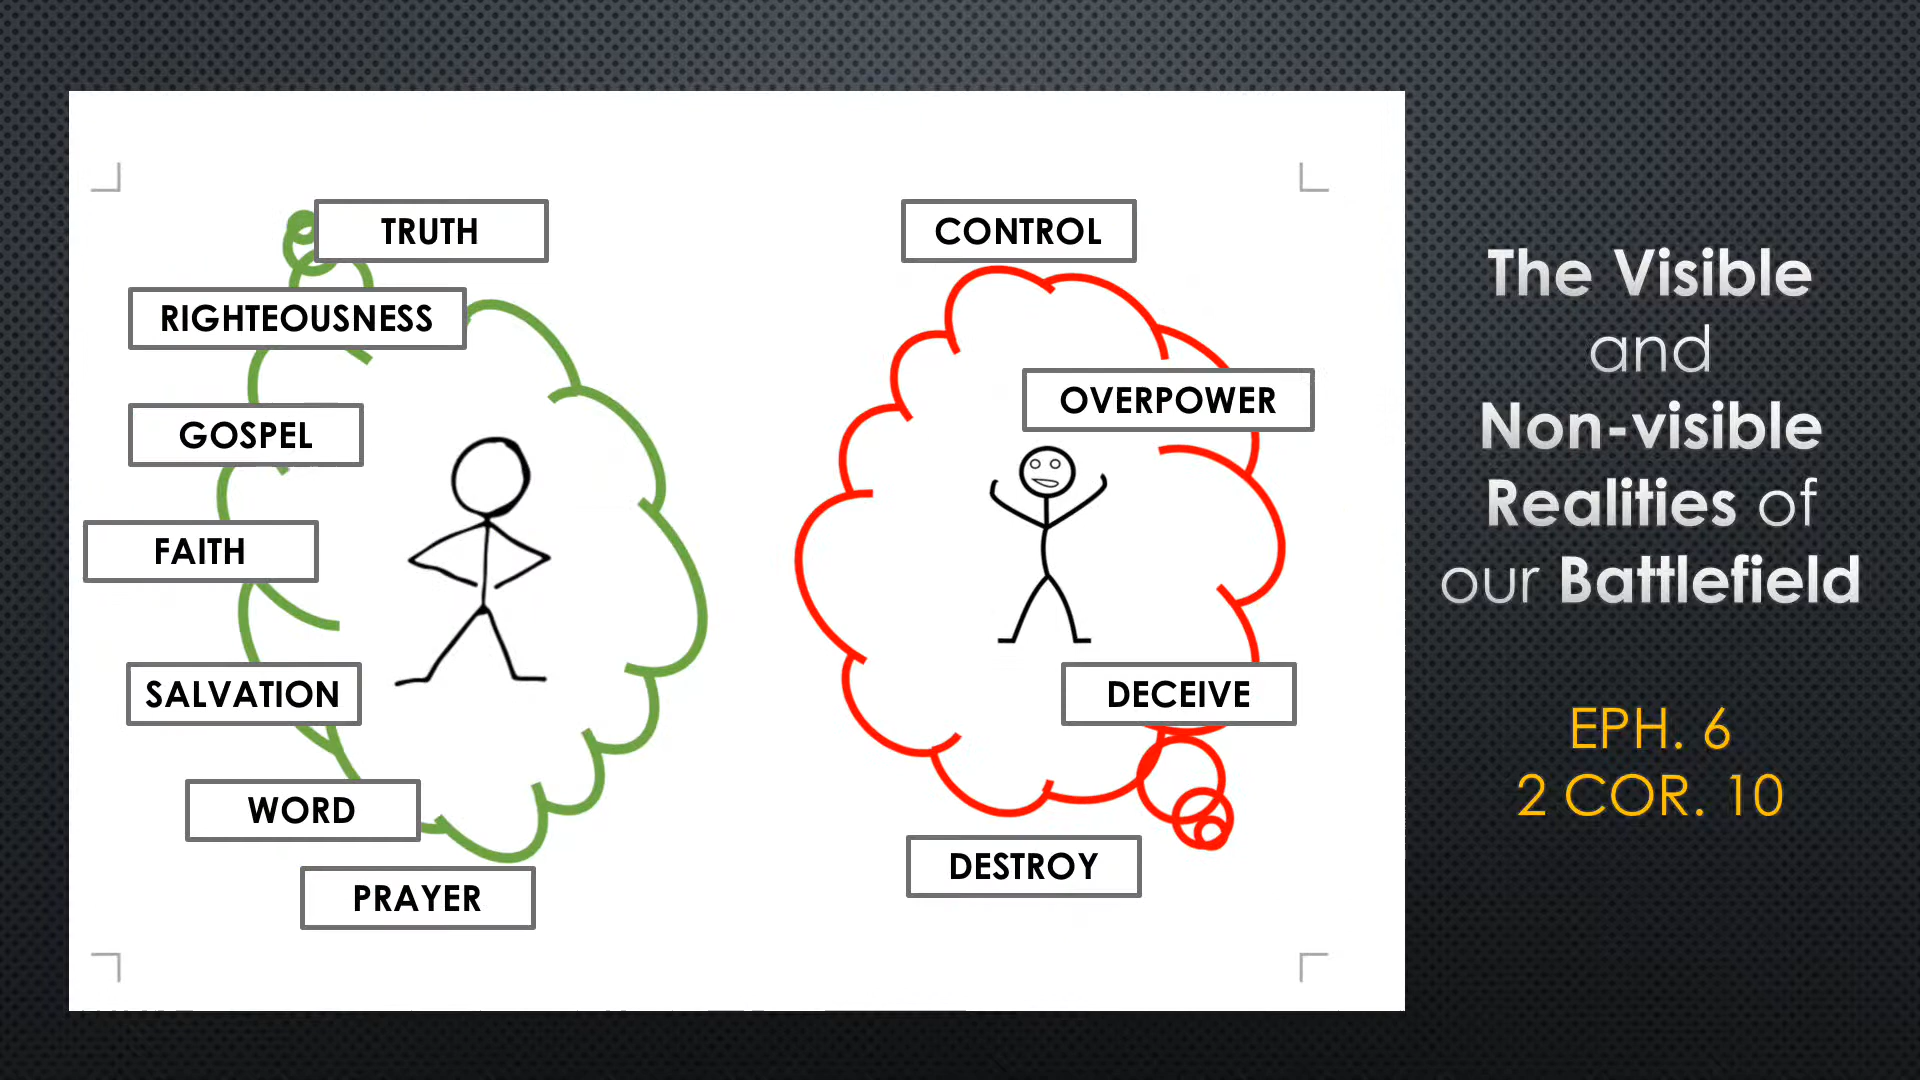 TRUTH
RIGHTEOUSNESS
GOSPEL
FAITH
SALVATION
WORD
PRAYER
CONTROL
OVERPOWER
DECEIVE
DESTROY
The Visible
and
Non-visible
Realities of
our Battlefield
EPH. 6
2 COR. 10